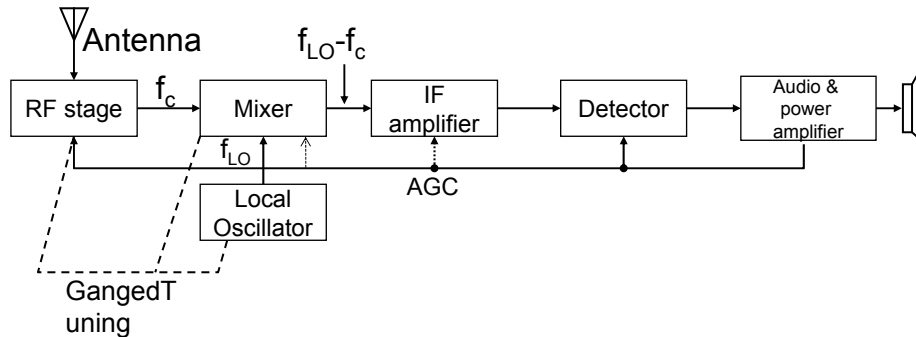 Antenna
f_LO-f_c
RF stage
f_c
Mixer
IF
amplifier
Detector
Audio &
power
amplifier
f_LO
AGC
Local
Oscillator
GangedT
uning